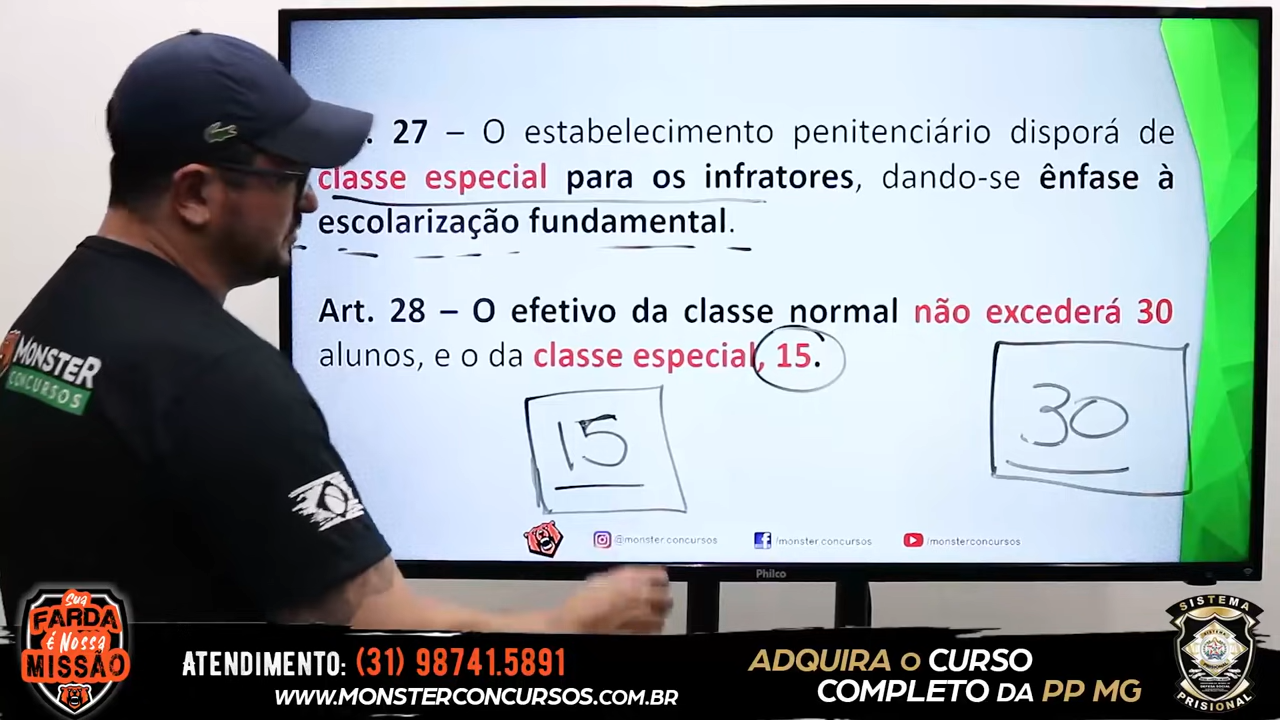 . 27 – O estabelecimento penitenciário disporá de
classe especial para os infratores, dando-se ênfase à
escolarização fundamental.
Art. 28 – O efetivo da classe normal não excederá 30
alunos, e o da classe especial, 15.
15
30
MONSTER
CONCURSOS
@monster.concursos
/monster.concursos
/monster.concursos
Philco
Sua
FARDA
é Nossa
MISSÃO
ATENDIMENTO: (31) 98741.5891
WWW.MONSTERCONCURSOS.COM.BR
ADQUIRA O CURSO
COMPLETO DA PP MG
SISTEMA
PRISIONAL